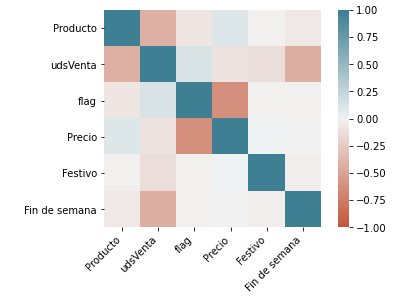 Producto
udsVenta
flag
Precio
Festivo
Fin de semana
Producto
udsVenta
flag
Precio
Festivo
Fin de semana
1.00
0.75
0.50
0.25
0.00
−0.25
−0.50
−0.75
−1.00